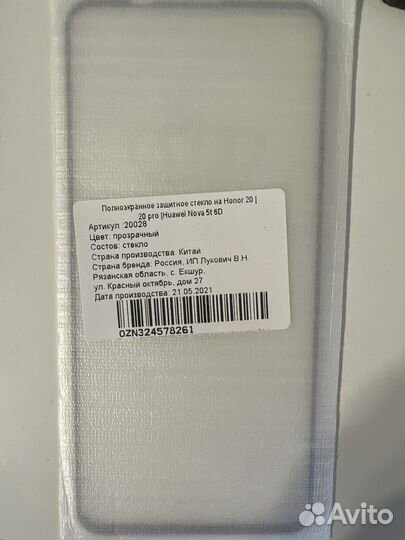 Полноэкранное защитное стекло на Honor 20 |
20 pro |Huawei Nova 5t 6D
Артикул :20028
Цвет: прозрачный
Состов: стекло
Страна производства: Китай
Страна бренда: Россия, ИП Лукович В.Н.
Рязанская область, с. Екшур.
ул. Красный октябрь, дом 27
Дата производства: 21.05.2021
OZN324578261
Avito